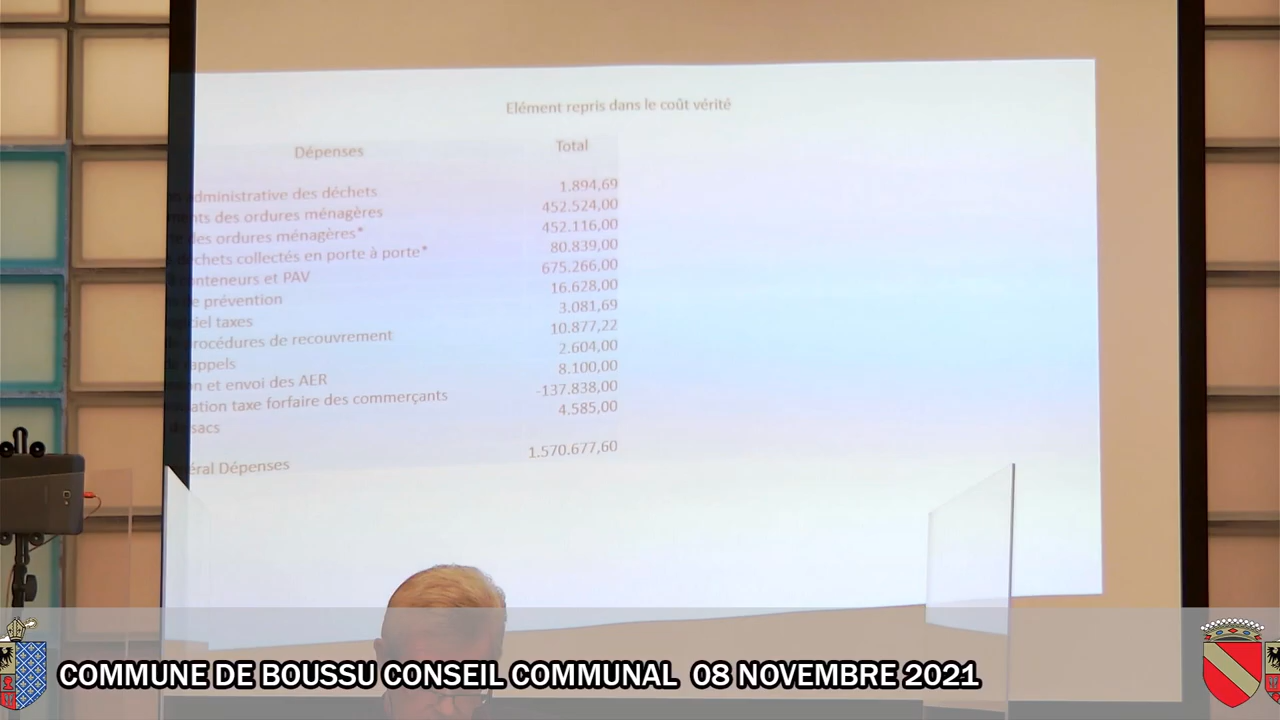 Elément repris dans le coût vérité
Dépenses Total
administrative des déchets 1.894,69
des ordures ménagères 452.524,00
des ordures ménagères* 452.116,00
déchets collectés en porte à porte* 80.839,00
conteneurs et PAV 675.266,00
de prévention 16.628,00
taxes 3.081,69
procédures de recouvrement 10.877,22
rappels 2.604,00
et envoi des AER 8.100,00
taxe forfaire des commerçants -137.838,00
de sacs 4.585,00
Dépenses 1.570.677,60
COMMUNE DE BOUSSU CONSEIL COMMUNAL 08 NOVEMBRE 2021